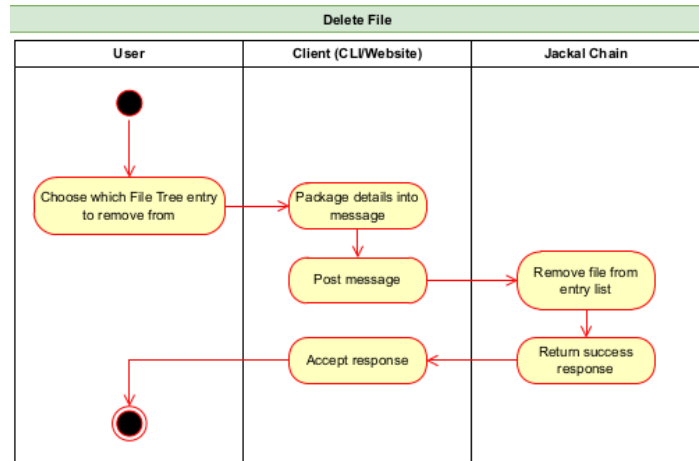 Delete File
User
Client (CLI/Website)
Jackal Chain
Choose which File Tree entry
to remove from
Package details into
message
Post message
Remove file from
entry list
Accept response
Return success
response